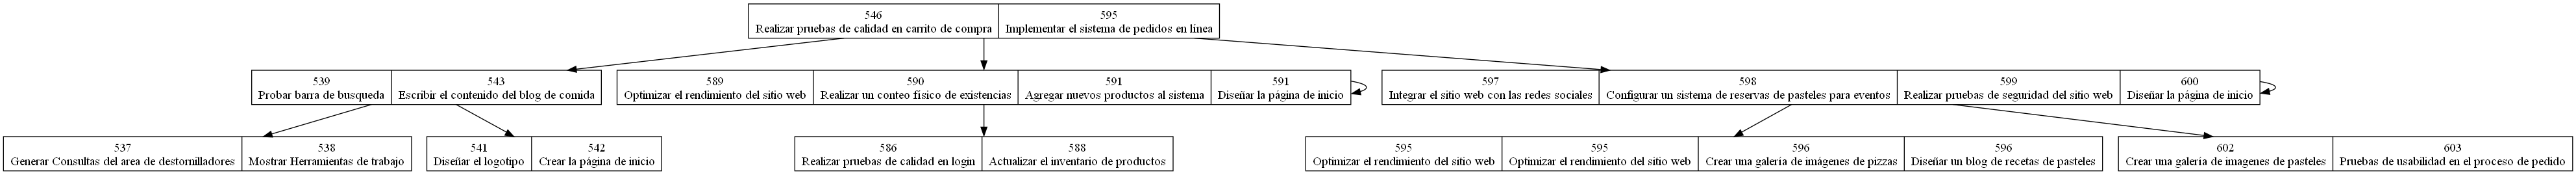 546
Realizar pruebas de calidad en carrito de compra
595
Implementar el sistema de pedidos en línea
539
Probar barra de busqueda
543
Escribir el contenido del blog de comida
589
Optimizar el rendimiento del sitio web
590
Realizar un conteo físico de existencias
591
Agregar nuevos productos al sistema
591
Diseñar la página de inicio
597
Integrar el sitio web con las redes sociales
598
Configurar un sistema de reservas de pasteles para eventos
599
Realizar pruebas de seguridad del sitio web
600
Diseñar la página de inicio
537
Generar Consultas del area de destornilladores
538
Mostrar Herramientas de trabajo
541
Diseñar el logotipo
542
Crear la página de inicio
586
Realizar pruebas de calidad en login
588
Actualizar el inventario de productos
595
Optimizar el rendimiento del sitio web
595
Optimizar el rendimiento del sitio web
596
Crear una galería de imágenes de pizzas
596
Diseñar un blog de recetas de pasteles
602
Crear una galería de imagenes de pasteles
603
Pruebas de usabilidad en el proceso de pedido